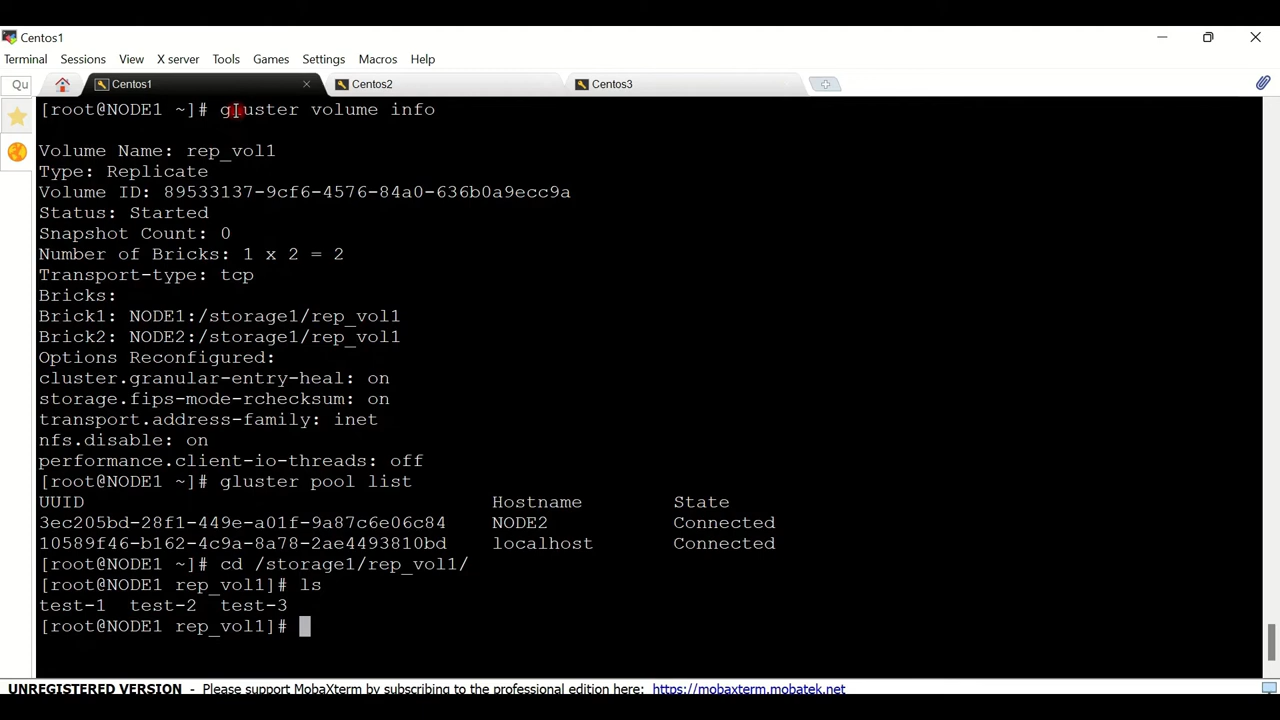 Centos1
Terminal Sessions View X server Tools Games Settings Macros Help
Qu Centos1 Centos2 Centos3
[root@NODE1 ~]# gluster volume info
Volume Name: rep_vol1
Type: Replicate
Volume ID: 89533137-9cf6-4576-84a0-636b0a9ecc9a
Status: Started
Snapshot Count: 0
Number of Bricks: 1 x 2 = 2
Transport-type: tcp
Bricks:
Brick1: NODE1:/storage1/rep_vol1
Brick2: NODE2:/storage1/rep_vol1
Options Reconfigured:
cluster.granular-entry-heal: on
storage.fips-mode-rchecksum: on
transport.address-family: inet
nfs.disable: on
performance.client-io-threads: off
[root@NODE1 ~]# gluster pool list
UUID Hostname State
3ec205bd-28f1-449e-a01f-9a87c6e06c84 NODE2 Connected
10589f46-b162-4c9a-8a78-2ae4493810bd localhost Connected
[root@NODE1 ~]# cd /storage1/rep_vol1/
[root@NODE1 rep_vol1]# ls
test-1 test-2 test-3
[root@NODE1 rep_vol1]#
UNREGISTERED VERSION - Please support MobaXterm by subscribing to the professional edition here: https://mobaxterm.mobatek.net